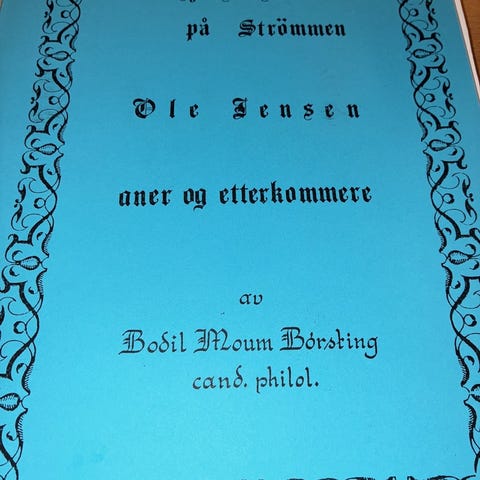 på Strömmen
Ole Jensen
aner og etterkommere
av
Bodil Moum Börsting
cand. philol.